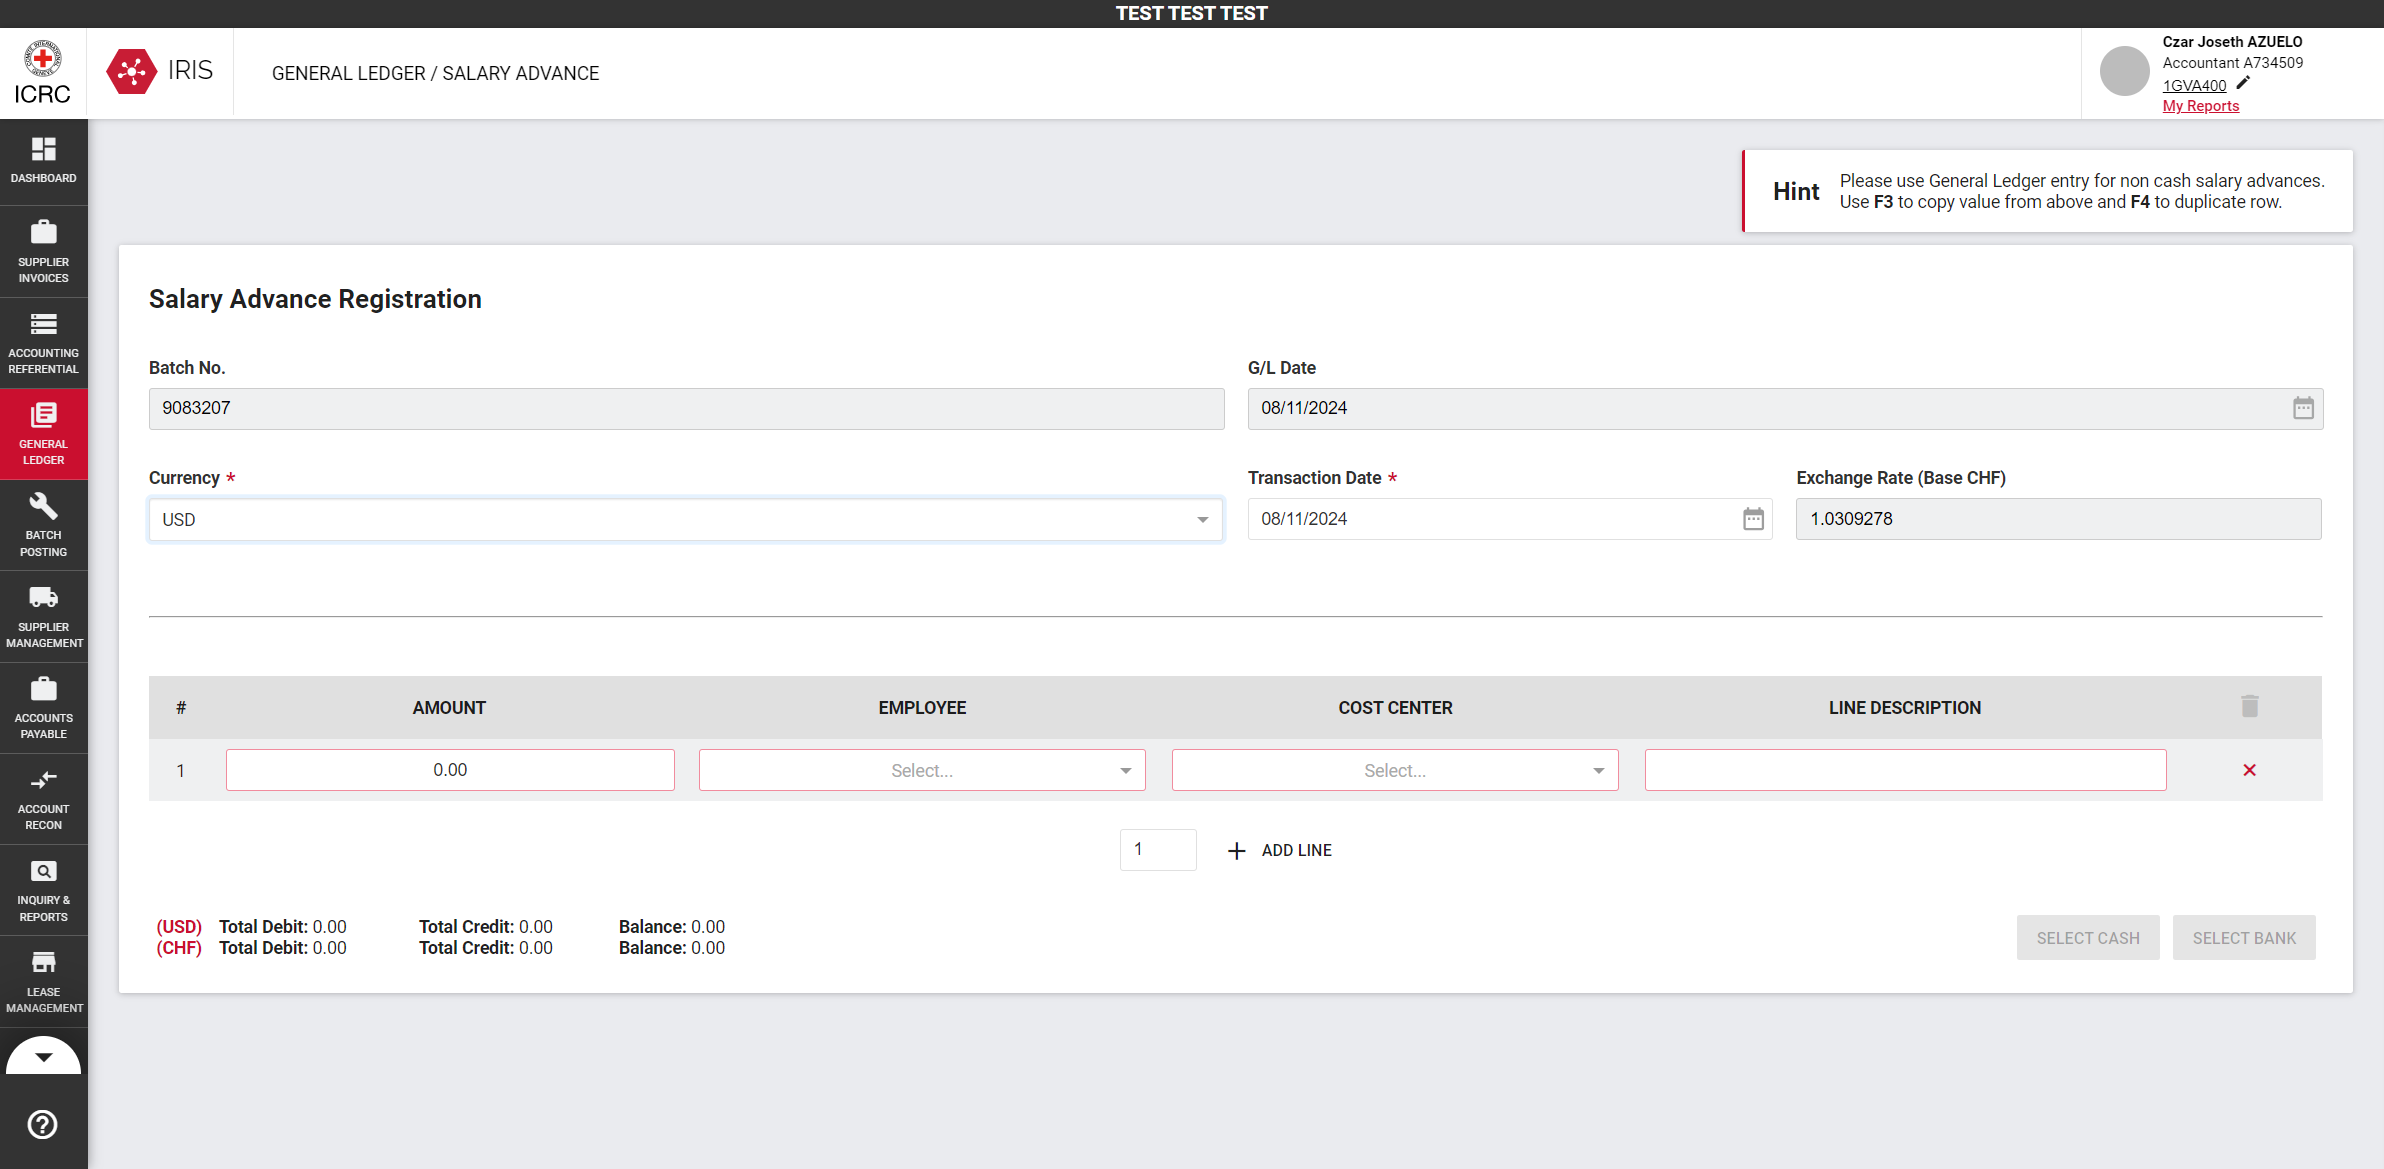 TEST TEST TEST
ICRC
IRIS
GENERAL LEDGER / SALARY ADVANCE
Czar Joseth AZUELO
Accountant A734509
1GVA400
My Reports
DASHBOARD
SUPPLIER
INVOICES
ACCOUNTING
REFERENTIAL
GENERAL
LEDGER
BATCH
POSTING
SUPPLIER
MANAGEMENT
ACCOUNTS
PAYABLE
ACCOUNT
RECON
INQUIRY &
REPORTS
LEASE
MANAGEMENT
Hint
Please use General Ledger entry for non cash salary advances.
Use F3 to copy value from above and F4 to duplicate row.
Salary Advance Registration
Batch No.
9083207
G/L Date
08/11/2024
Currency *
USD
Transaction Date *
08/11/2024
Exchange Rate (Base CHF)
1.0309278
# AMOUNT EMPLOYEE COST CENTER LINE DESCRIPTION
1 0.00 Select... Select...
1 ADD LINE
(USD) Total Debit: 0.00 Total Credit: 0.00 Balance: 0.00
(CHF) Total Debit: 0.00 Total Credit: 0.00 Balance: 0.00
SELECT CASH SELECT BANK